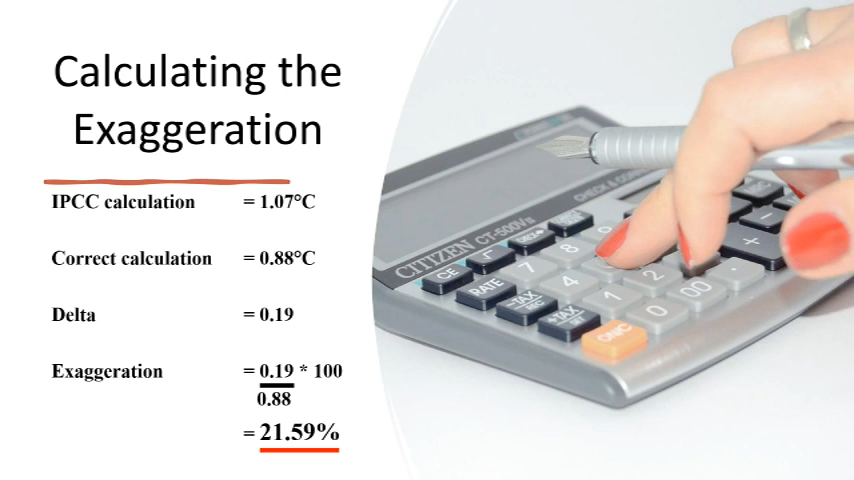 Calculating the
Exaggeration
IPCC calculation = 1.07°C
Correct calculation = 0.88°C
Delta = 0.19
Exaggeration = 0.19 * 100
0.88
= 21.59%
CITIZEN CT-500VII
CHECK & CORRECT
CE
RATE
7
8
4
−TAX
1
2
+TAX
0
00
·
+
−
ON/C